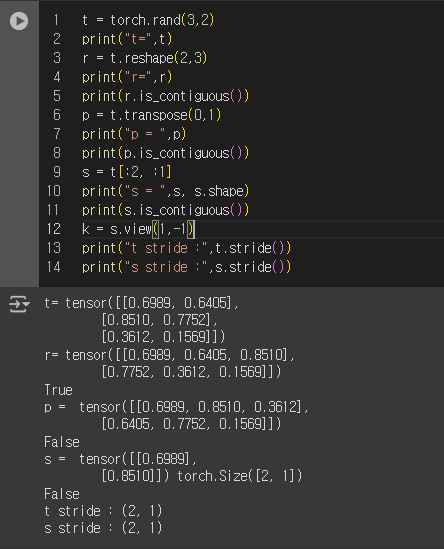 1 t = torch.rand(3,2)
2 print("t=",t)
3 r = t.reshape(2,3)
4 print("r=",r)
5 print(r.is_contiguous())
6 p = t.transpose(0,1)
7 print("p = ",p)
8 print(p.is_contiguous())
9 s = t[:2, :1]
10 print("s = ",s, s.shape)
11 print(s.is_contiguous())
12 k = s.view(1,-1)
13 print("t stride :",t.stride())
14 print("s stride :",s.stride())
t= tensor([[0.6989, 0.6405],
[0.8510, 0.7752],
[0.3612, 0.1569]])
r= tensor([[0.6989, 0.6405, 0.8510],
[0.7752, 0.3612, 0.1569]])
True
p =  tensor([[0.6989, 0.8510, 0.3612],
[0.6405, 0.7752, 0.1569]])
False
s =  tensor([[0.6989],
[0.8510]]) torch.Size([2, 1])
False
t stride : (2, 1)
s stride : (2, 1)